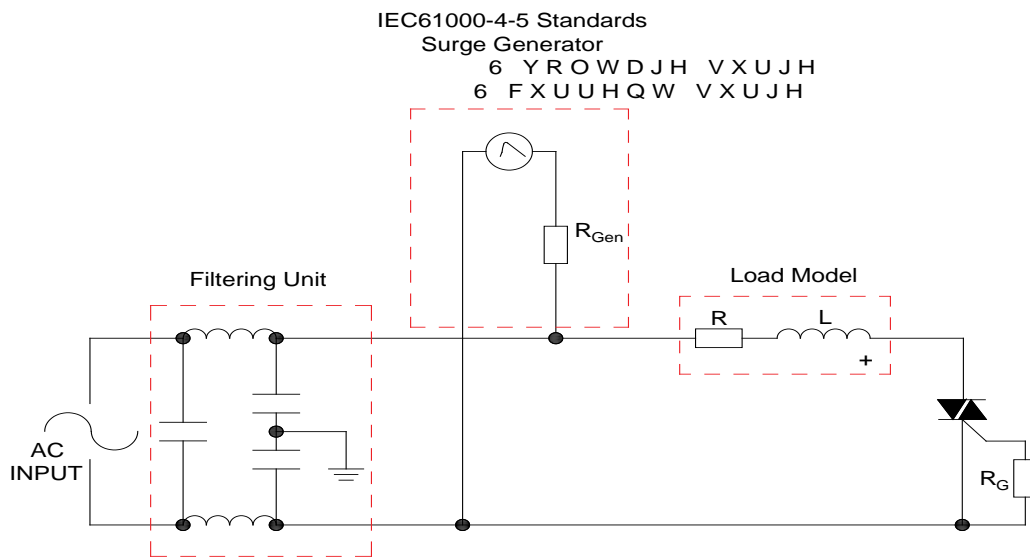 IEC61000-4-5 Standards
Surge Generator
6 YROWDJH VXUJH
6 FXUUHQW VXUJH
RGen
Filtering Unit
Load Model
R
L
+
AC
INPUT
RG